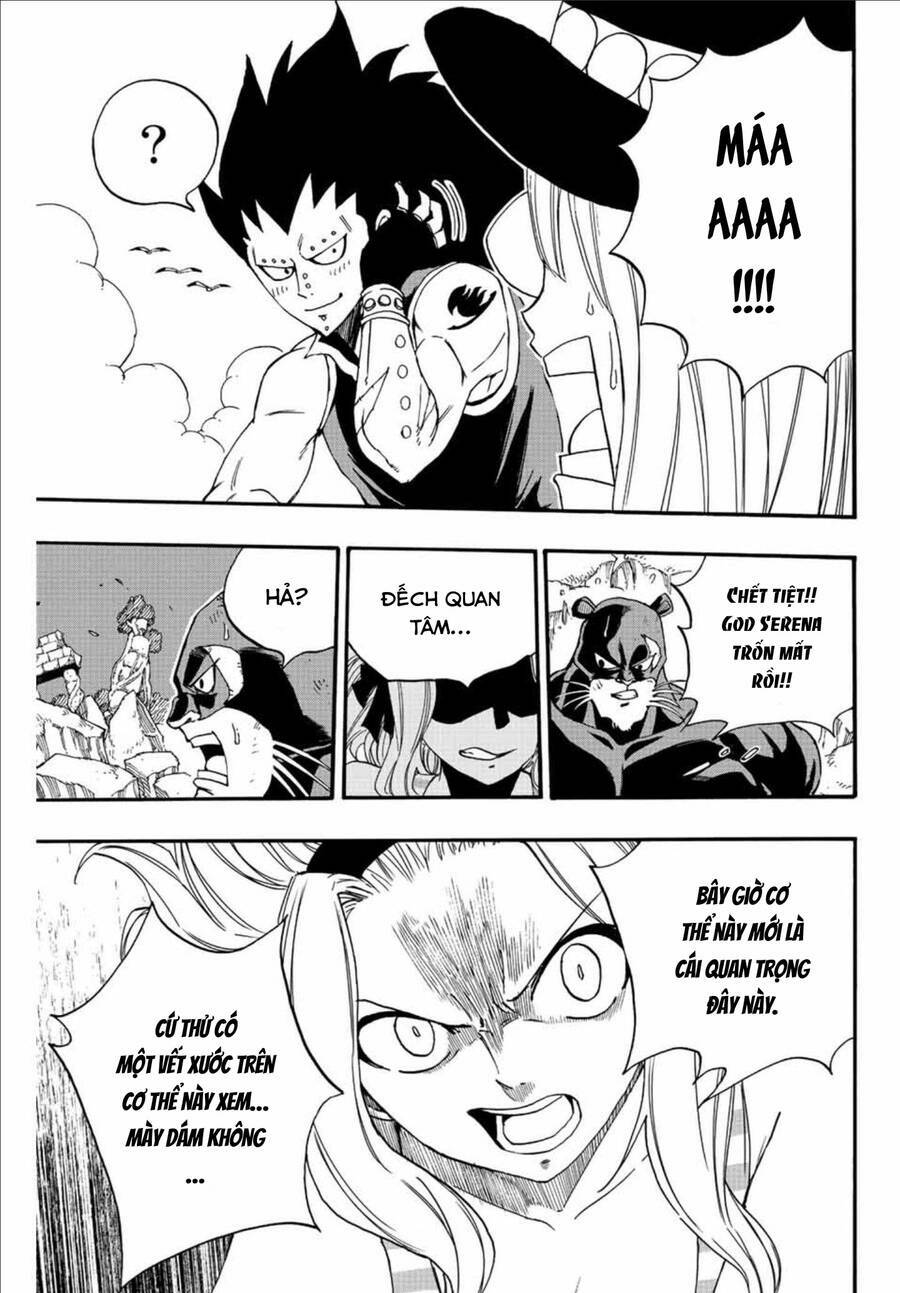 MÁA
AAAA
!!!!
?
CHẾT TIỆT!!
GOD SERENA
TRỐN MẤT
RỒI!!
ĐẾCH QUAN
TÂM...
HẢ?
BÂY GIỜ CƠ
THỂ NÀY MỚI LÀ
CÁI QUAN TRỌNG
ĐÂY NÀY.
CỨ THỬ CÓ
MỘT VẾT XƯỚC TRÊN
CƠ THỂ NÀY XEM...
MÀY DÁM KHÔNG
...